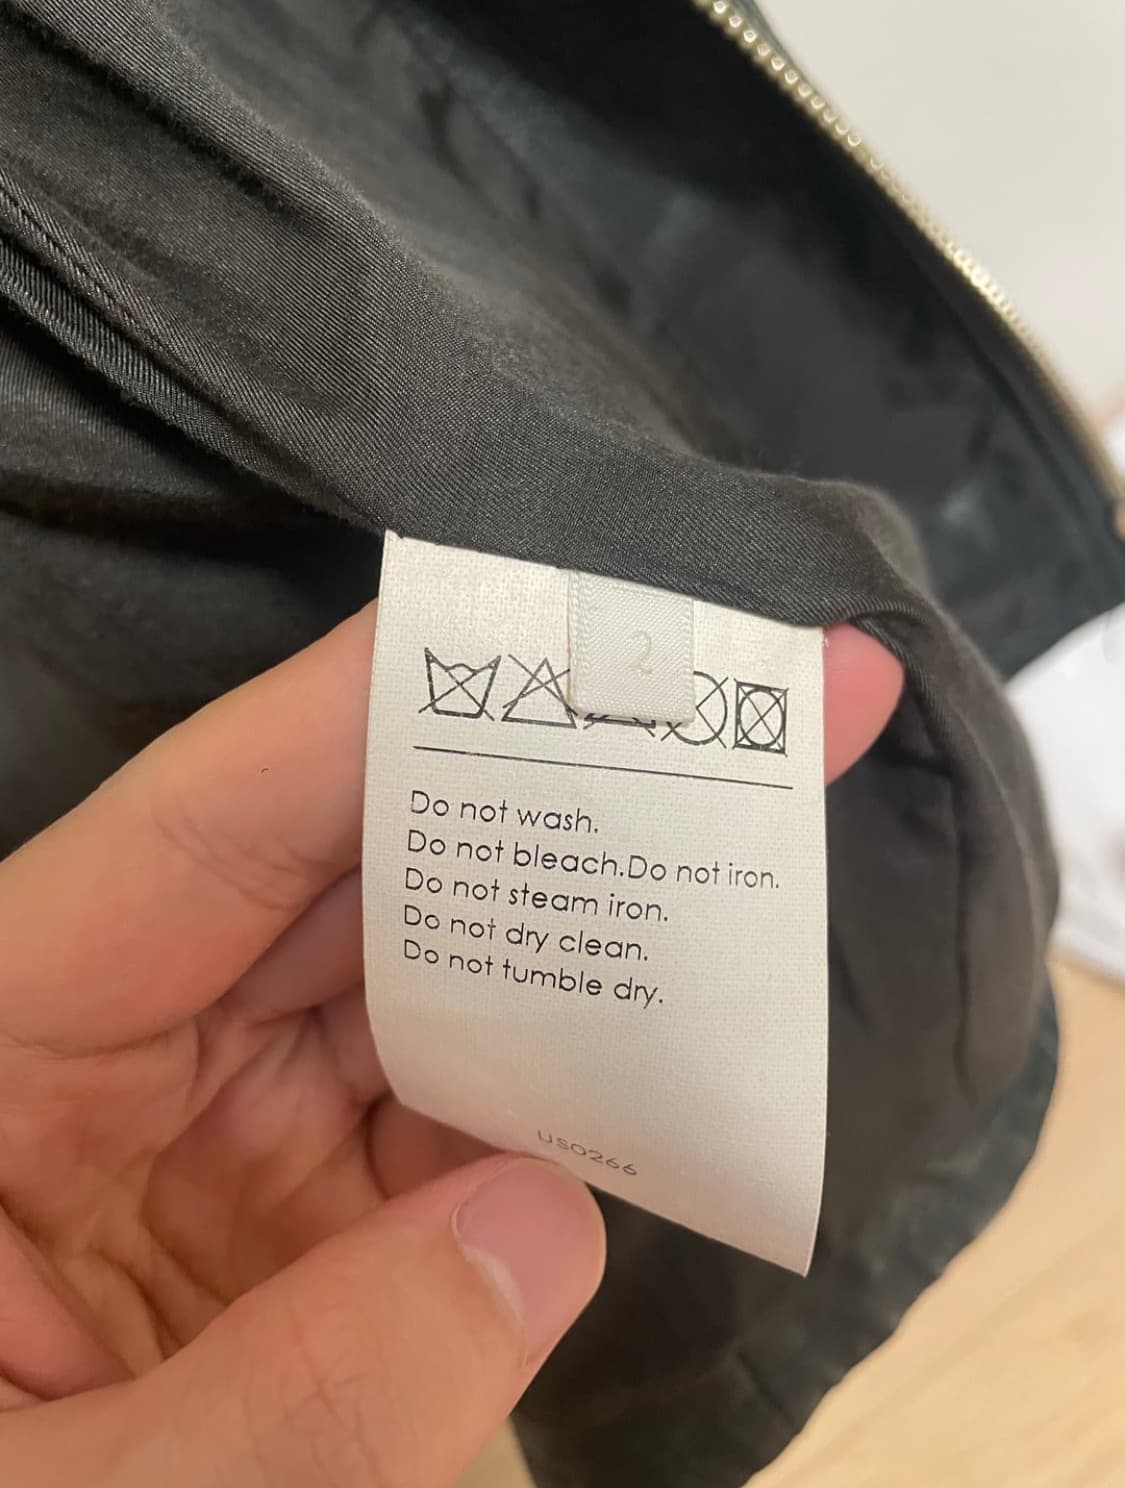 2
Do not wash.
Do not bleach.Do not iron.
Do not steam iron.
Do not dry clean.
Do not tumble dry.
US0266